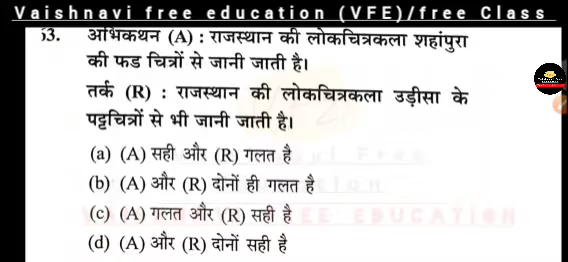 Vaishnavi free education (VFE)/free Class
53. अभिकथन (A) : राजस्थान की लोकचित्रकला शहांपुरा
की फड चित्रों से जानी जाती है।
तर्क (R) : राजस्थान की लोकचित्रकला उड़ीसा के
पट्टचित्रों से भी जानी जाती है।
(a) (A) सही और (R) गलत है
(b) (A) और (R) दोनों ही गलत है
(c) (A) गलत और (R) सही है
(d) (A) और (R) दोनों सही है